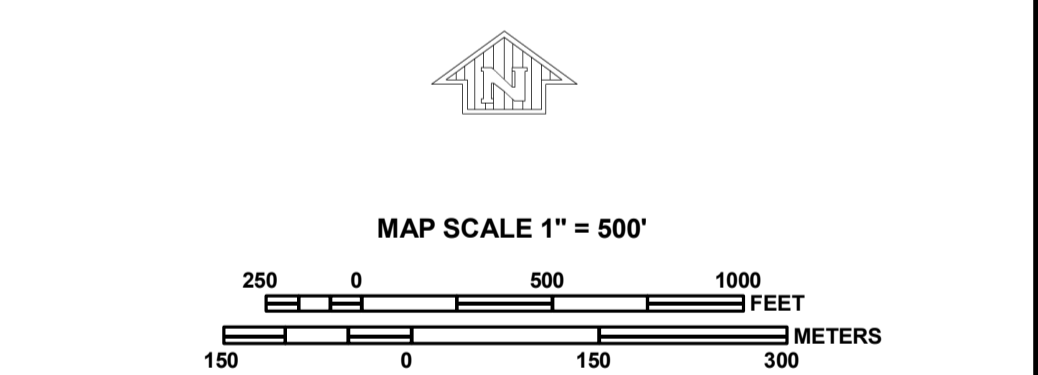 N
MAP SCALE 1" = 500'
250 0 500 1000
FEET
METERS
150 0 150 300